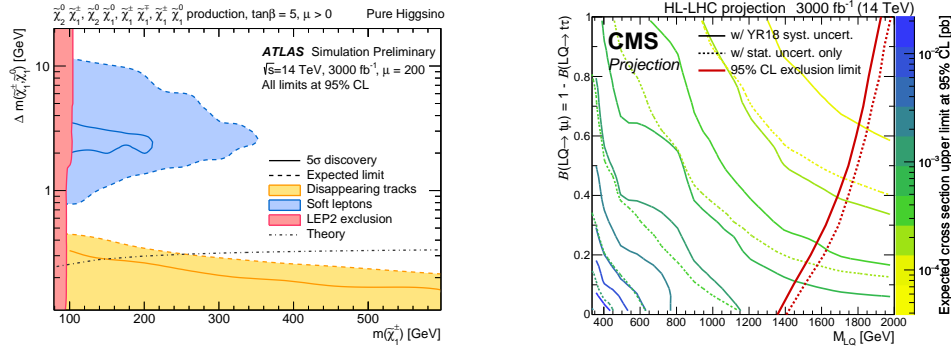 χ̃⁰₂ χ̃±₁, χ̃⁰₂ χ̃⁰₁, χ̃±₁ χ̃∓₁, χ̃±₁ χ̃⁰₁ production, tanβ = 5, μ > 0 Pure Higgsino
Δ m(χ̃±₁,χ̃⁰₁) [GeV]
10
1
ATLAS Simulation Preliminary
√s=14 TeV, 3000 fb⁻¹, μ = 200
All limits at 95% CL
5σ discovery
Expected limit
Disappearing tracks
Soft leptons
LEP2 exclusion
Theory
100 200 300 400 500
m(χ̃±₁) [GeV]
HL-LHC projection 3000 fb⁻¹ (14 TeV)
B(LQ→ tμ) = 1 - B(LQ→ tτ)
1
0.8
0.6
0.4
0.2
0
CMS
Projection
w/ YR18 syst. uncert.
w/ stat. uncert. only
95% CL exclusion limit
400 600 800 1000 1200 1400 1600 1800 2000
M_LQ [GeV]
10⁻²
10⁻³
10⁻⁴
Expected cross section upper limit at 95% CL [pb]